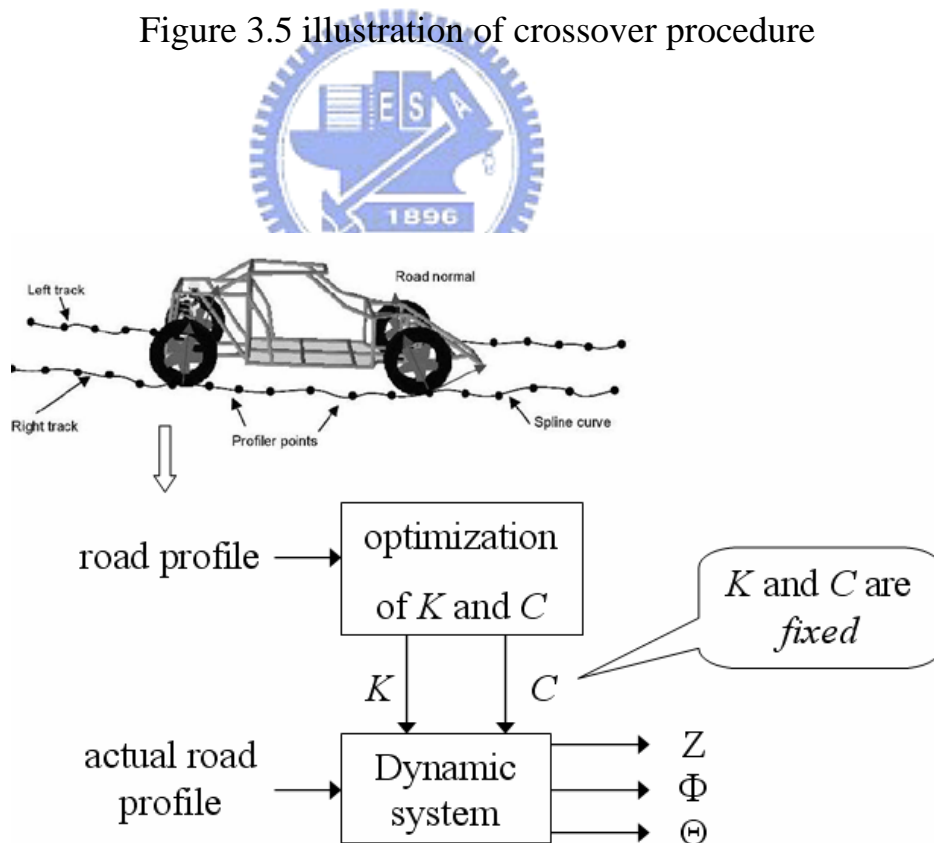 Figure 3.5 illustration of crossover procedure
E S A
1896
Left track
Road normal
Right track
Profiler points
Spline curve
road profile
optimization
of K and C
K and C are
fixed
K
C
actual road
profile
Dynamic
system
Z
Φ
Θ